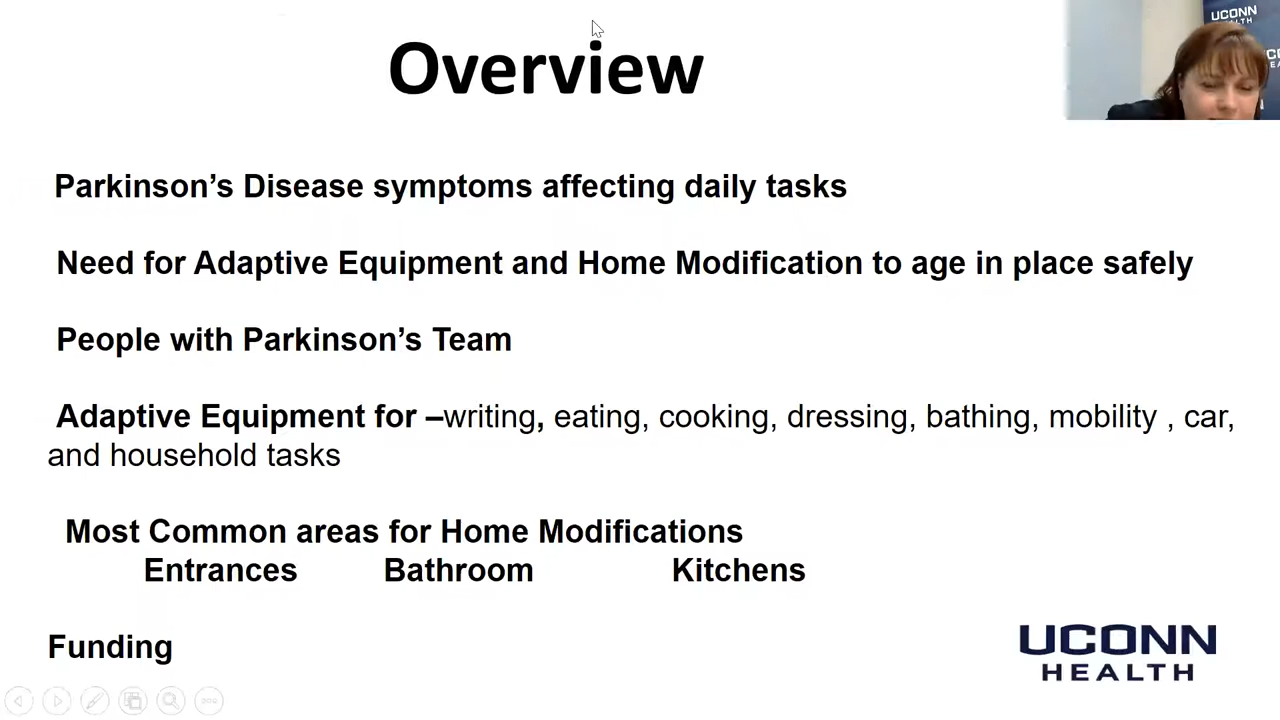 Overview
UCONN
HEALTH
Parkinson’s Disease symptoms affecting daily tasks
Need for Adaptive Equipment and Home Modification to age in place safely
People with Parkinson’s Team
Adaptive Equipment for –writing, eating, cooking, dressing, bathing, mobility , car,
and household tasks
Most Common areas for Home Modifications
Entrances Bathroom Kitchens
Funding
UCONN
HEALTH